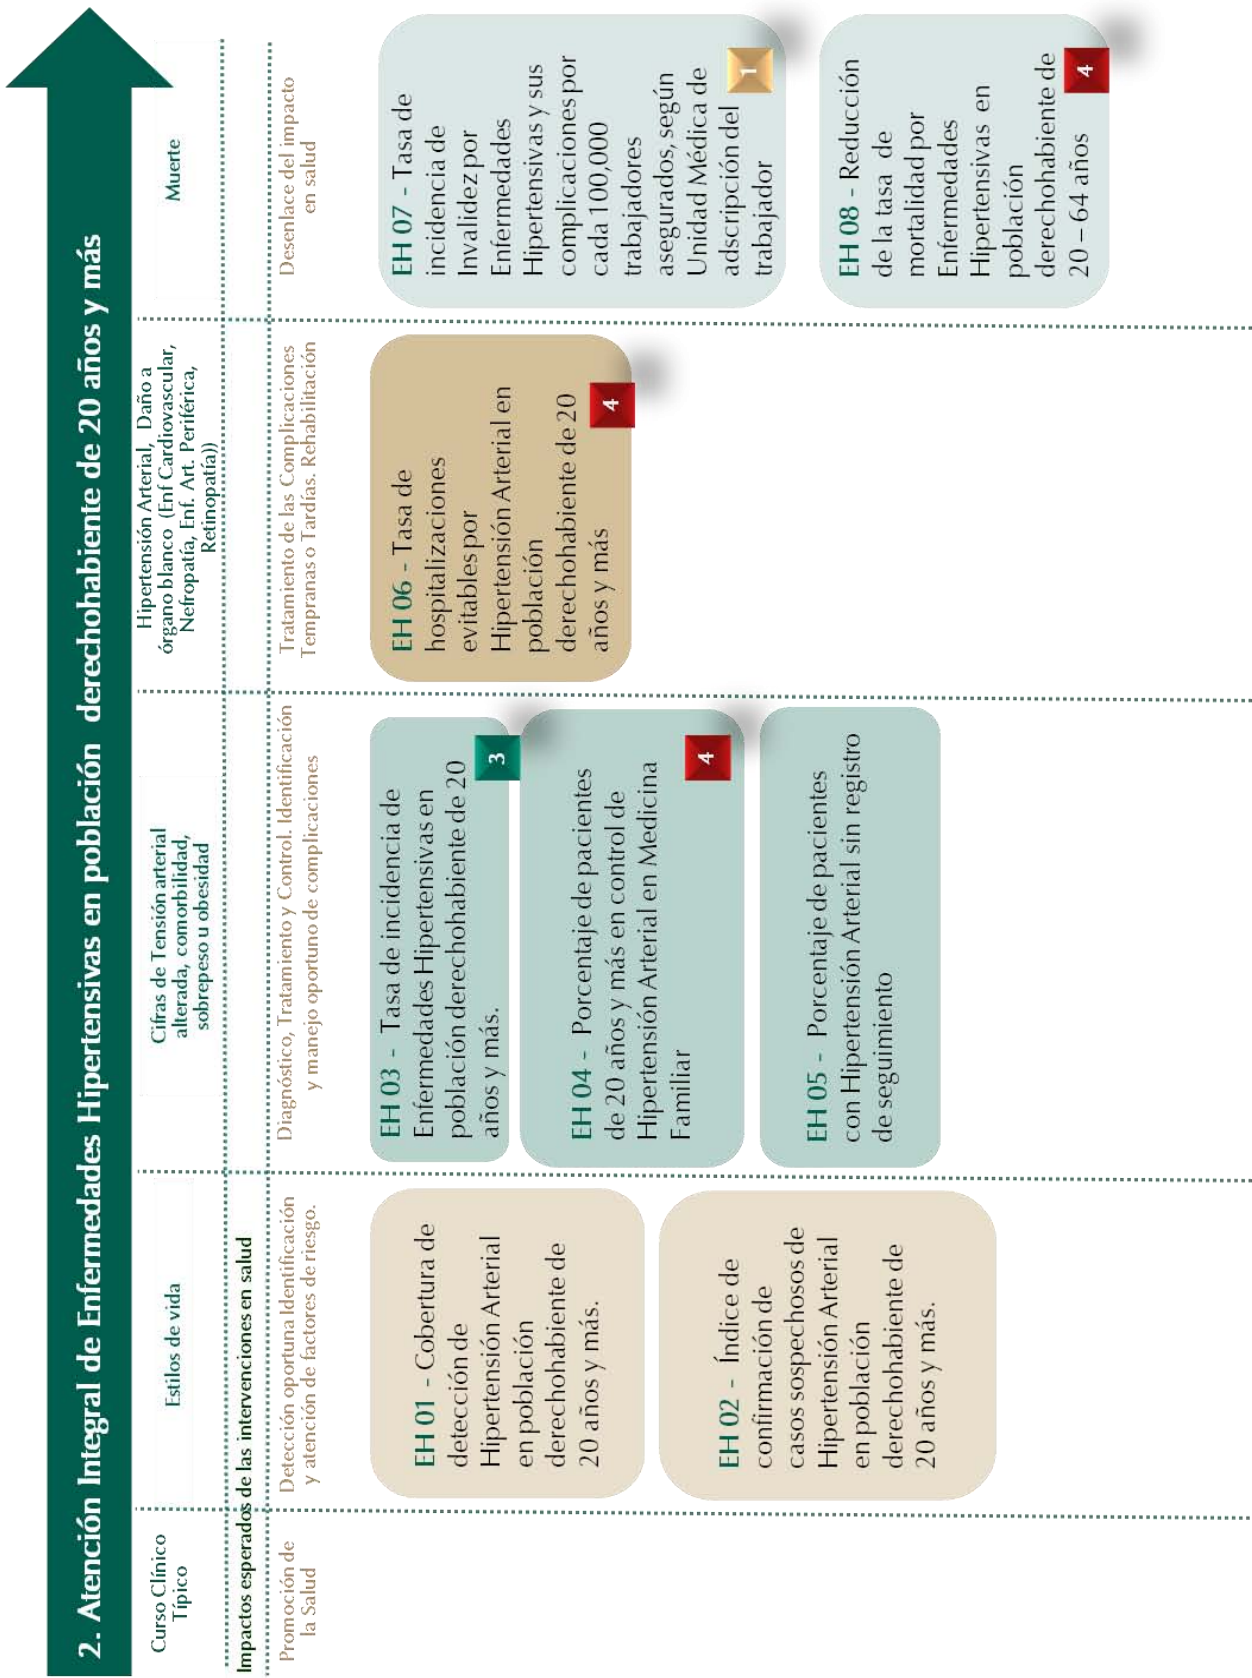 2. Atención Integral de Enfermedades Hipertensivas en población derechohabiente de 20 años y más
Curso Clínico
Típico
Estilos de vida
Cifras de Tensión arterial
alterada, comorbilidad,
sobrepeso u obesidad
Hipertensión Arterial, Daño a
órgano blanco (Enf Cardiovascular,
Nefropatía, Enf. Art. Periférica,
Retinopatía))
Muerte
Impactos esperados de las intervenciones en salud
Promoción de
la Salud
Detección oportuna Identificación
y atención de factores de riesgo.
Diagnóstico, Tratamiento y Control. Identificación
y manejo oportuno de complicaciones
Tratamiento de las Complicaciones
Tempranas o Tardías. Rehabilitación
Desenlace del impacto
en salud
EH 01 - Cobertura de
detección de
Hipertensión Arterial
en población
derechohabiente de
20 años y más.
EH 02 - Índice de
confirmación de
casos sospechosos de
Hipertensión Arterial
en población
derechohabiente de
20 años y más.
EH 03 - Tasa de incidencia de
Enfermedades Hipertensivas en
población derechohabiente de 20
años y más.
3
EH 04 - Porcentaje de pacientes
de 20 años y más en control de
Hipertensión Arterial en Medicina
Familiar
4
EH 05 - Porcentaje de pacientes
con Hipertensión Arterial sin registro
de seguimiento
EH 06 - Tasa de
hospitalizaciones
evitables por
Hipertensión Arterial en
población
derechohabiente de 20
años y más
4
EH 07 - Tasa de
incidencia de
Invalidez por
Enfermedades
Hipertensivas y sus
complicaciones por
cada 100,000
trabajadores
asegurados, según
Unidad Médica de
adscripción del
trabajador
1
EH 08 - Reducción
de la tasa de
mortalidad por
Enfermedades
Hipertensivas en
población
derechohabiente de
20 – 64 años
4